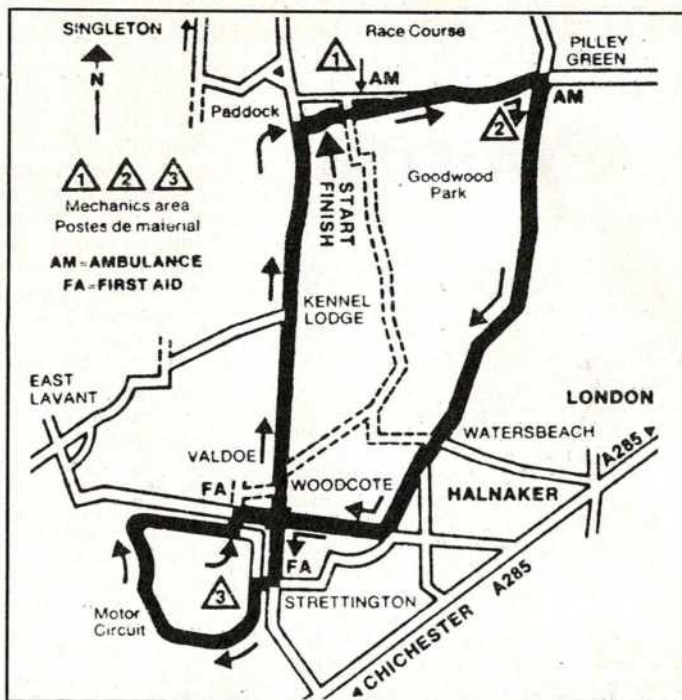 SINGLETON
Race Course
PILLEY
GREEN
N
1
AM
AM
Paddock
2
1 2 3
Mechanics area
Postes de material
AM=AMBULANCE
FA=FIRST AID
START
FINISH
Goodwood
Park
KENNEL
LODGE
EAST
LAVANT
LONDON
A285
VALDOE
WATERSBEACH
FA
WOODCOTE
HALNAKER
FA
3
STRETTINGTON
A285
Motor
Circuit
CHICHESTER